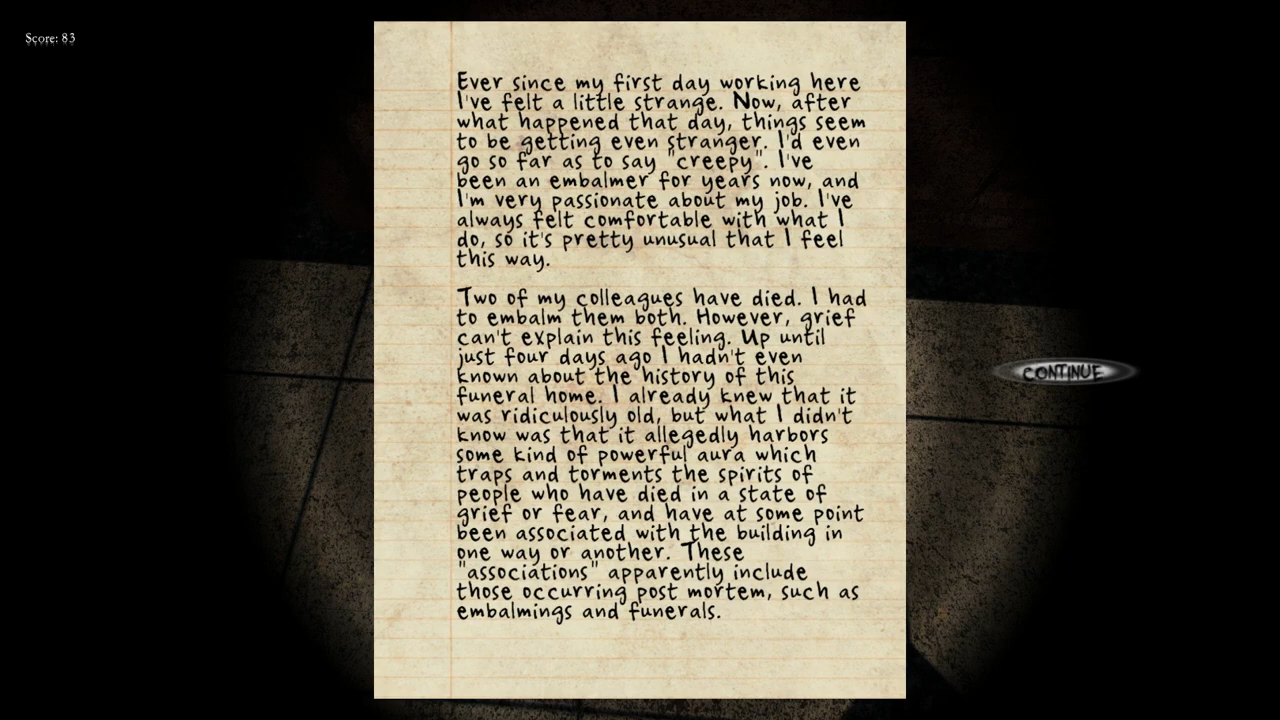 Score: 83
Ever since my first day working here
I've felt a little strange. Now, after
what happened that day, things seem
to be getting even stranger. I'd even
go so far as to say "creepy". I've
been an embalmer for years now, and
I'm very passionate about my job. I've
always felt comfortable with what I
do, so it's pretty unusual that I feel
this way.
Two of my colleagues have died. I had
to embalm them both. However, grief
can't explain this feeling. Up until
just four days ago I hadn't even
known about the history of this
funeral home. I already knew that it
was ridiculously old, but what I didn't
know was that it allegedly harbors
some kind of powerful aura which
traps and torments the spirits of
people who have died in a state of
grief or fear, and have at some point
been associated with the building in
one way or another. These
"associations" apparently include
those occurring post mortem, such as
embalmings and funerals.
CONTINUE